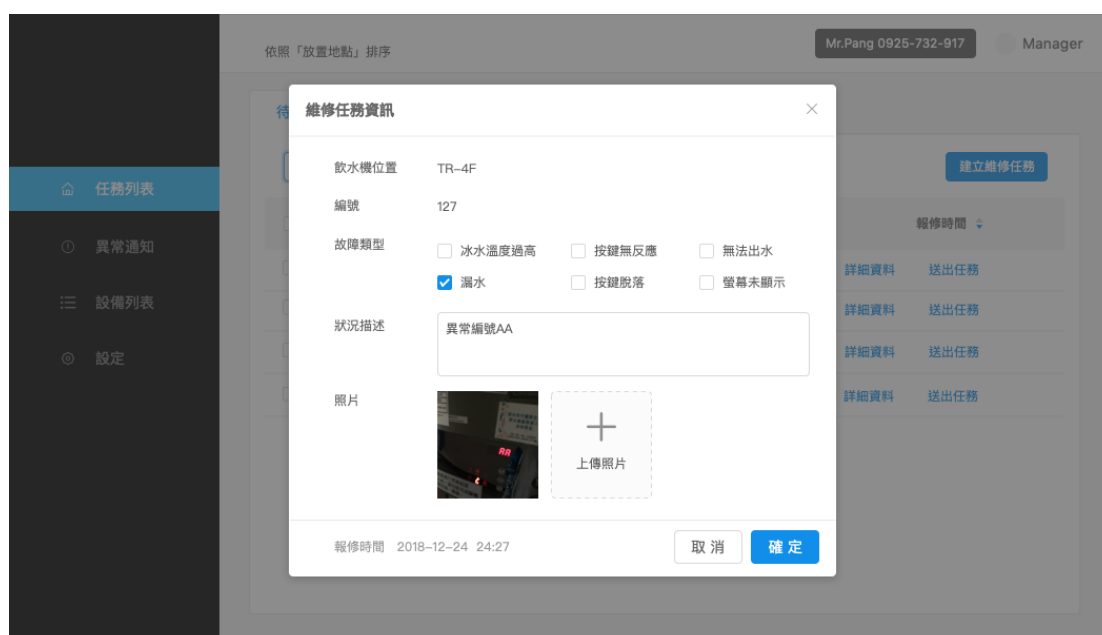 依照「放置地點」排序
Mr.Pang 0925-732-917
Manager
待
建立維修任務
任務列表
異常通知
設備列表
設定
報修時間
詳細資料 送出任務
詳細資料 送出任務
詳細資料 送出任務
詳細資料 送出任務
維修任務資訊
飲水機位置 TR-4F
編號 127
故障類型
冰水溫度過高 按鍵無反應 無法出水
漏水 按鍵脫落 螢幕未顯示
狀況描述 異常編號AA
照片
AA
上傳照片
報修時間 2018-12-24 24:27
取消 確定